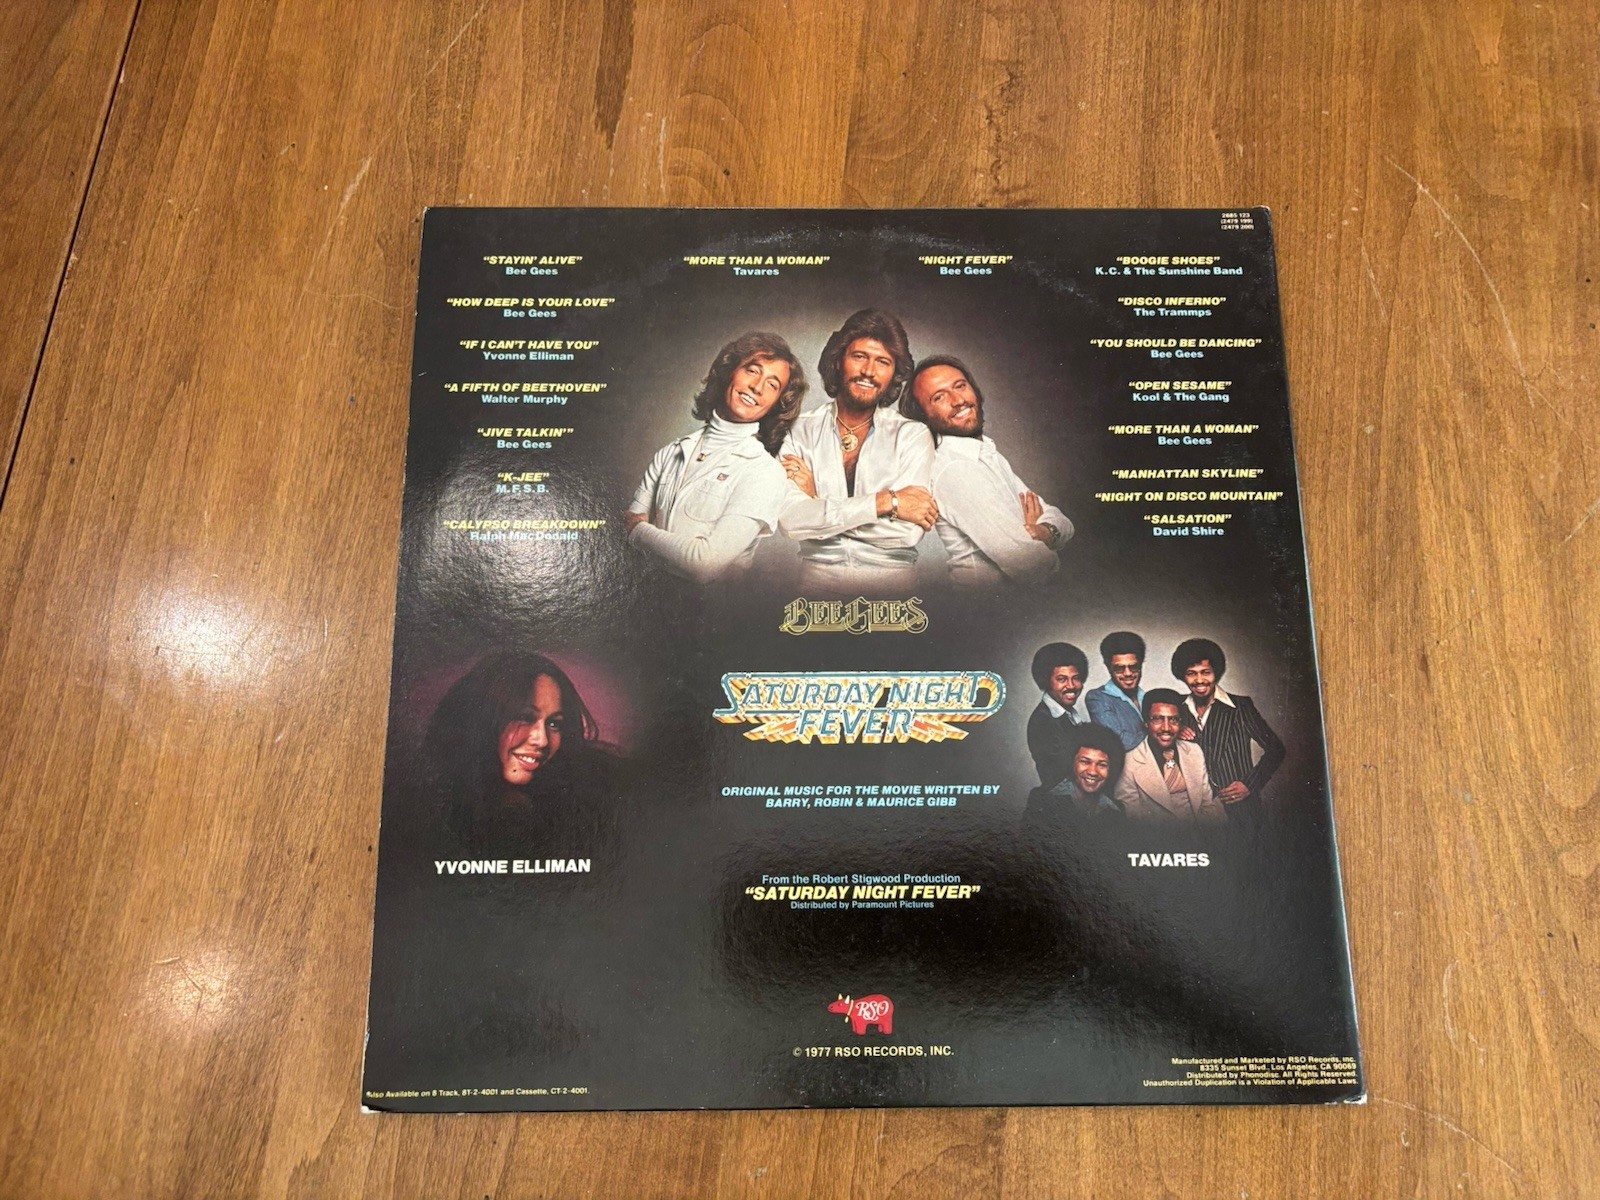 2685 123
(2479 199)
(2479 200)
"STAYIN' ALIVE"
Bee Gees
"HOW DEEP IS YOUR LOVE"
Bee Gees
"IF I CAN'T HAVE YOU"
Yvonne Elliman
"A FIFTH OF BEETHOVEN"
Walter Murphy
"JIVE TALKIN'"
Bee Gees
"K-JEE"
M.F.S.B.
"CALYPSO BREAKDOWN"
Ralph MacDonald
"MORE THAN A WOMAN"
Tavares
"NIGHT FEVER"
Bee Gees
"BOOGIE SHOES"
K.C. & The Sunshine Band
"DISCO INFERNO"
The Trammps
"YOU SHOULD BE DANCING"
Bee Gees
"OPEN SESAME"
Kool & The Gang
"MORE THAN A WOMAN"
Bee Gees
"MANHATTAN SKYLINE"
"NIGHT ON DISCO MOUNTAIN"
"SALSATION"
David Shire
BEE GEES
SATURDAY NIGHT
FEVER
ORIGINAL MUSIC FOR THE MOVIE WRITTEN BY
BARRY, ROBIN & MAURICE GIBB
YVONNE ELLIMAN
TAVARES
From the Robert Stigwood Production
"SATURDAY NIGHT FEVER"
Distributed by Paramount Pictures
RSO
© 1977 RSO RECORDS, INC.
Also Available on 8 Track, 8T-2-4001 and Cassette, CT-2-4001.
Manufactured and Marketed by RSO Records, Inc.
8335 Sunset Blvd., Los Angeles, CA 90069
Distributed by Phonodisc. All Rights Reserved.
Unauthorized Duplication is a Violation of Applicable Laws.